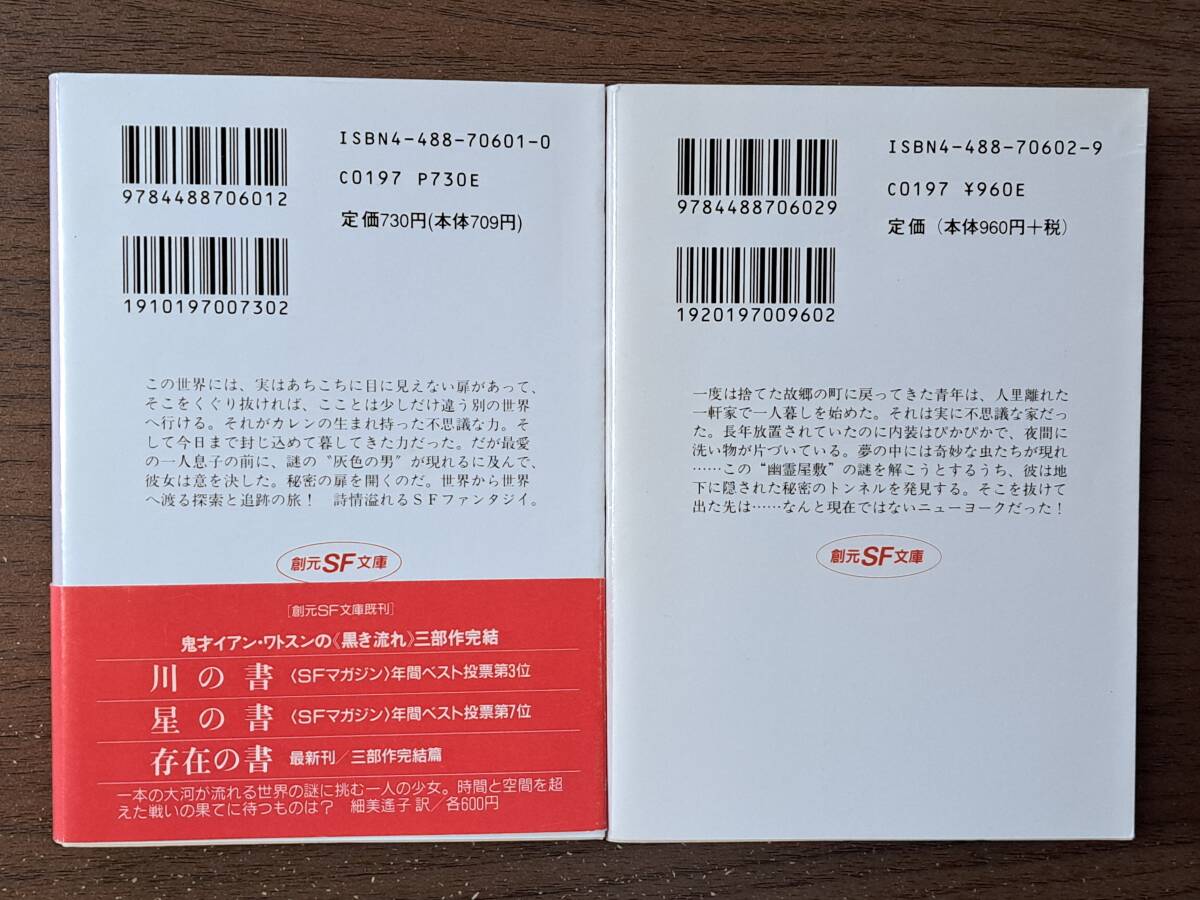 ISBN4-488-70601-0
9784488706012
C0197 P730E
定価730円(本体709円)
1910197007302
この世界には、実はあちこちに目に見えない扉があって、
そこをくぐり抜ければ、こことは少しだけ違う別の世界
へ行ける。それがカレンの生まれ持った不思議な力。そ
して今日まで封じ込めて暮してきた力だった。だが最愛
の一人息子の前に、謎の〝灰色の男〟が現れるに及んで、
彼女は意を決した。秘密の扉を開くのだ。世界から世界
へ渡る探索と追跡の旅！　詩情溢れるＳＦファンタジイ。
創元SF文庫
［創元SF文庫既刊］
鬼才イアン・ワトスンの《黒き流れ》三部作完結
川の書 〈SFマガジン〉年間ベスト投票第3位
星の書 〈SFマガジン〉年間ベスト投票第7位
存在の書 最新刊／三部作完結篇
一本の大河が流れる世界の謎に挑む一人の少女。時間と空間を超
えた戦いの果てに待つものは？　細美遙子 訳／各600円
ISBN4-488-70602-9
9784488706029
C0197 ¥960E
定価（本体960円＋税）
1920197009602
一度は捨てた故郷の町に戻ってきた青年は、人里離れた
一軒家で一人暮しを始めた。それは実に不思議な家だっ
た。長年放置されていたのに内装はぴかぴかで、夜間に
洗い物が片づいている。夢の中には奇妙な虫たちが現れ
……この“幽霊屋敷”の謎を解こうとするうち、彼は地
下に隠された秘密のトンネルを発見する。そこを抜けて
出た先は……なんと現在ではないニューヨークだった！
創元SF文庫